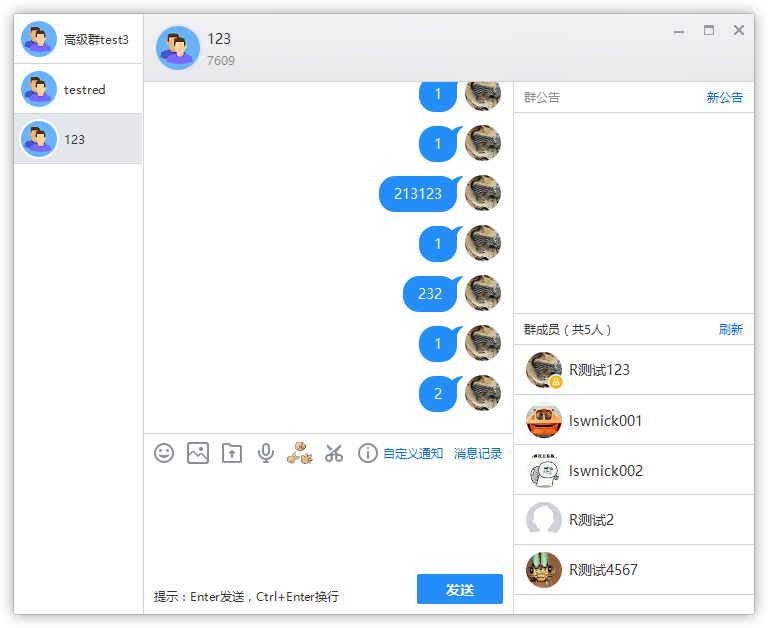 高级群test3
testred
123
123
7609
1
1
213123
1
232
1
2
自定义通知 消息记录
提示：Enter发送，Ctrl+Enter换行
发送
群公告 新公告
群成员（共5人） 刷新
R测试123
lswnick001
lswnick002
R测试2
R测试4567